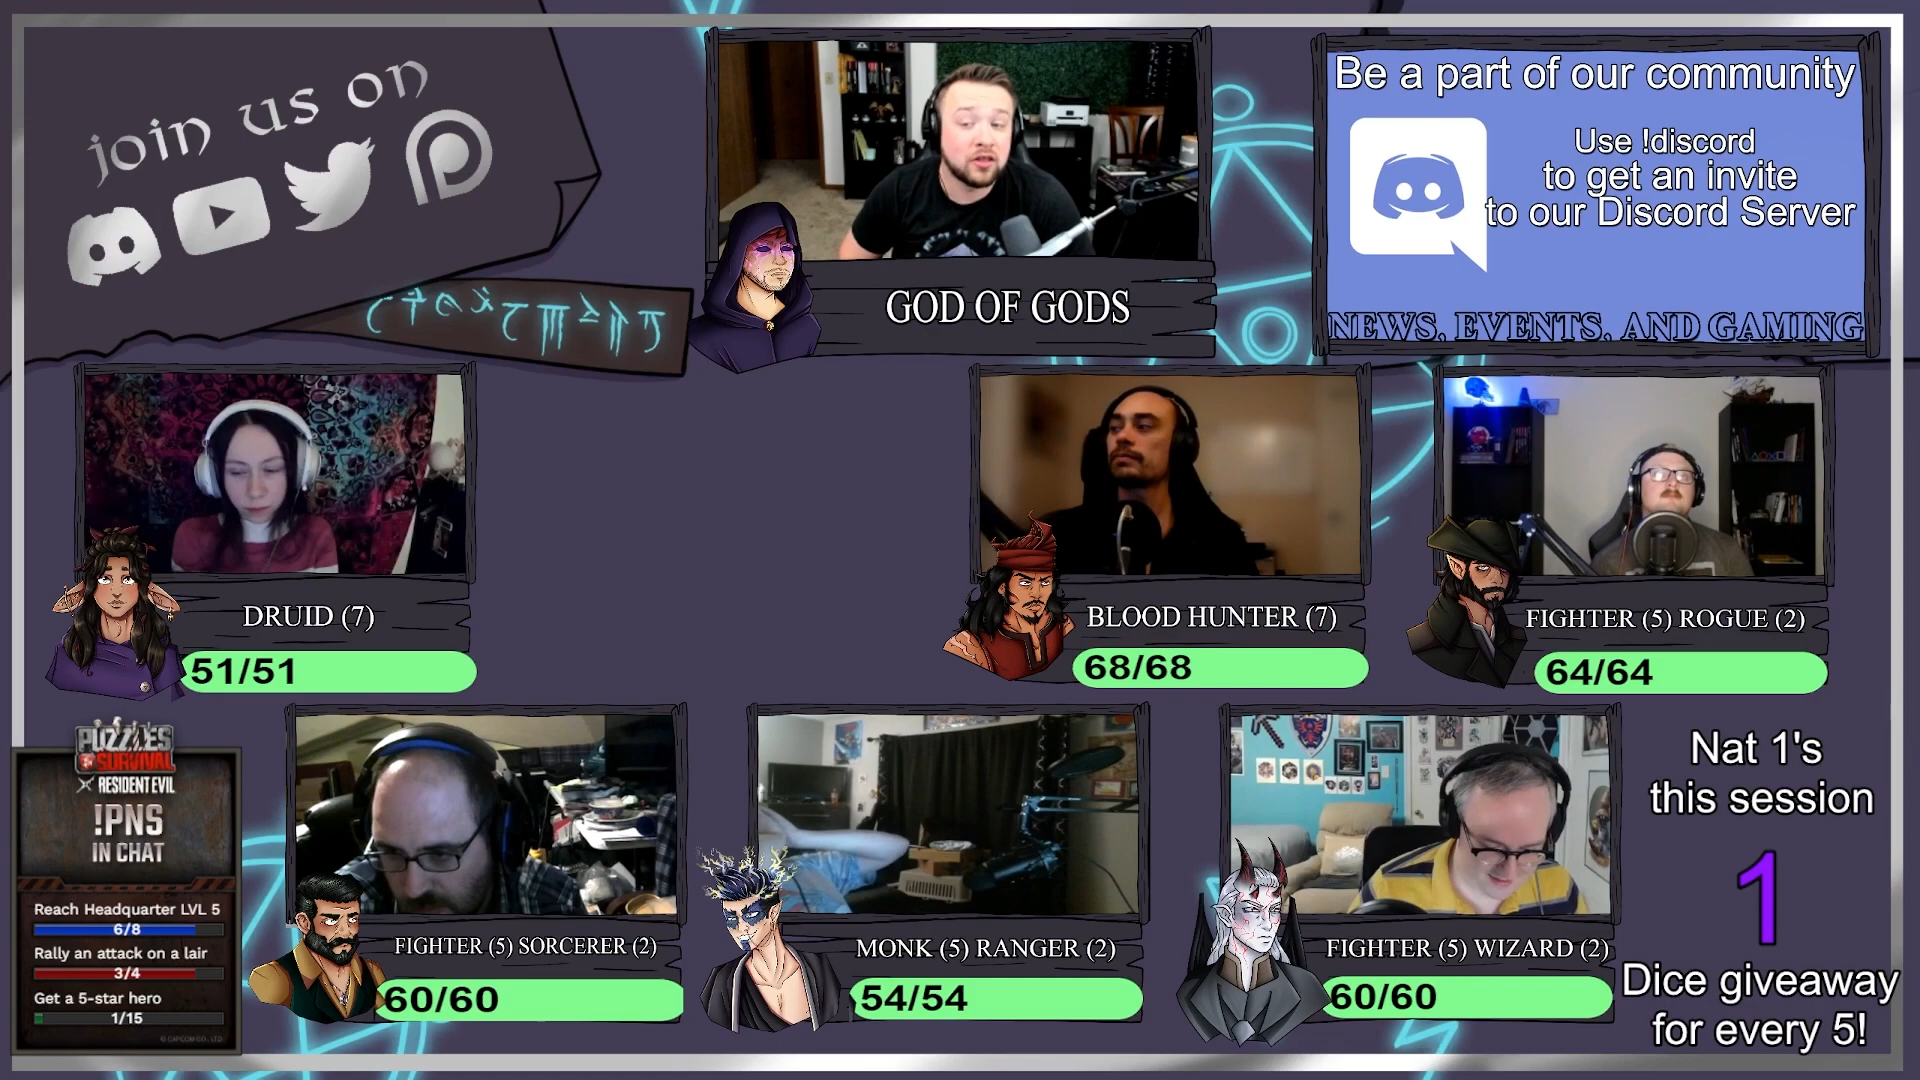 join us on
GOD OF GODS
Be a part of our community
Use !discord
to get an invite
to our Discord Server
NEWS, EVENTS, AND GAMING
DRUID (7)
51/51
BLOOD HUNTER (7)
68/68
FIGHTER (5) ROGUE (2)
64/64
PUZZLES
SURVIVAL
RESIDENT EVIL
!PNS
IN CHAT
Reach Headquarter LVL 5
6/8
Rally an attack on a lair
3/4
Get a 5-star hero
1/15
© CAPCOM CO., LTD.
FIGHTER (5) SORCERER (2)
60/60
MONK (5) RANGER (2)
54/54
FIGHTER (5) WIZARD (2)
60/60
Nat 1's
this session
1
Dice giveaway
for every 5!